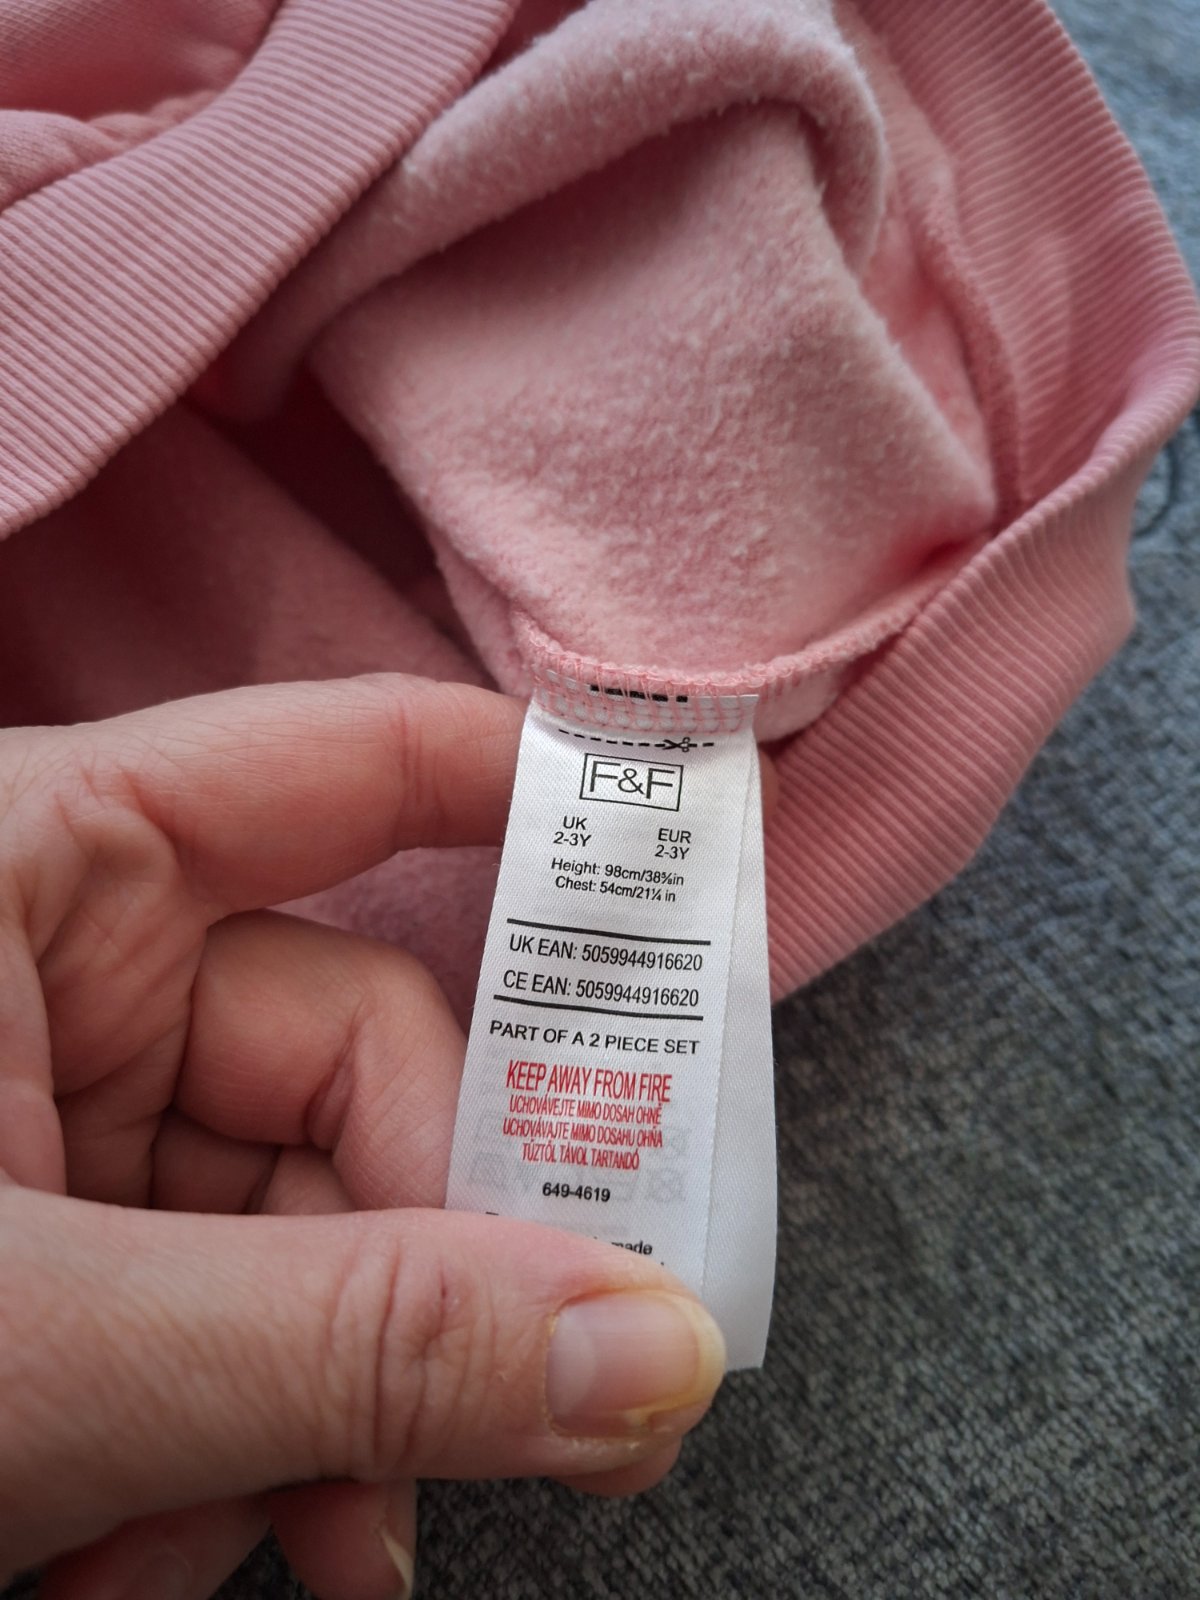 F&F
UK EUR
2-3Y 2-3Y
Height: 98cm/38⅝in
Chest: 54cm/21¼ in
UK EAN: 5059944916620
CE EAN: 5059944916620
PART OF A 2 PIECE SET
KEEP AWAY FROM FIRE
UCHOVÁVEJTE MIMO DOSAH OHNĚ
UCHOVÁVAJTE MIMO DOSAHU OHŇA
TŰZTŐL TÁVOL TARTANDÓ
649-4619
made